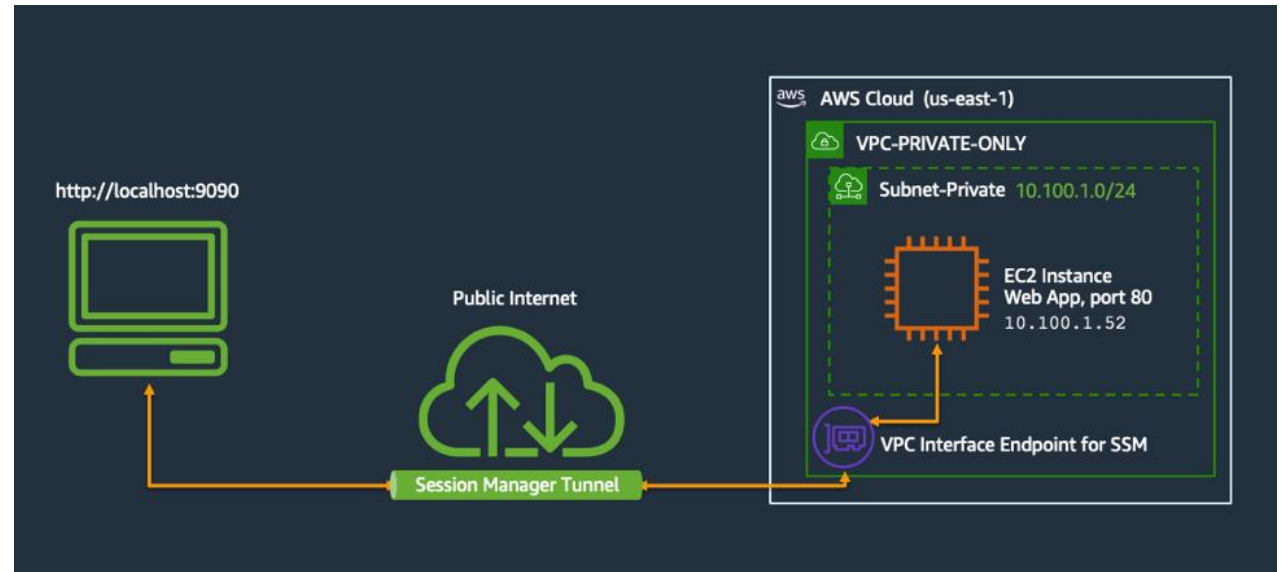 http://localhost:9090
Public Internet
Session Manager Tunnel
aws
AWS Cloud (us-east-1)
VPC-PRIVATE-ONLY
Subnet-Private 10.100.1.0/24
EC2 Instance
Web App, port 80
10.100.1.52
VPC Interface Endpoint for SSM